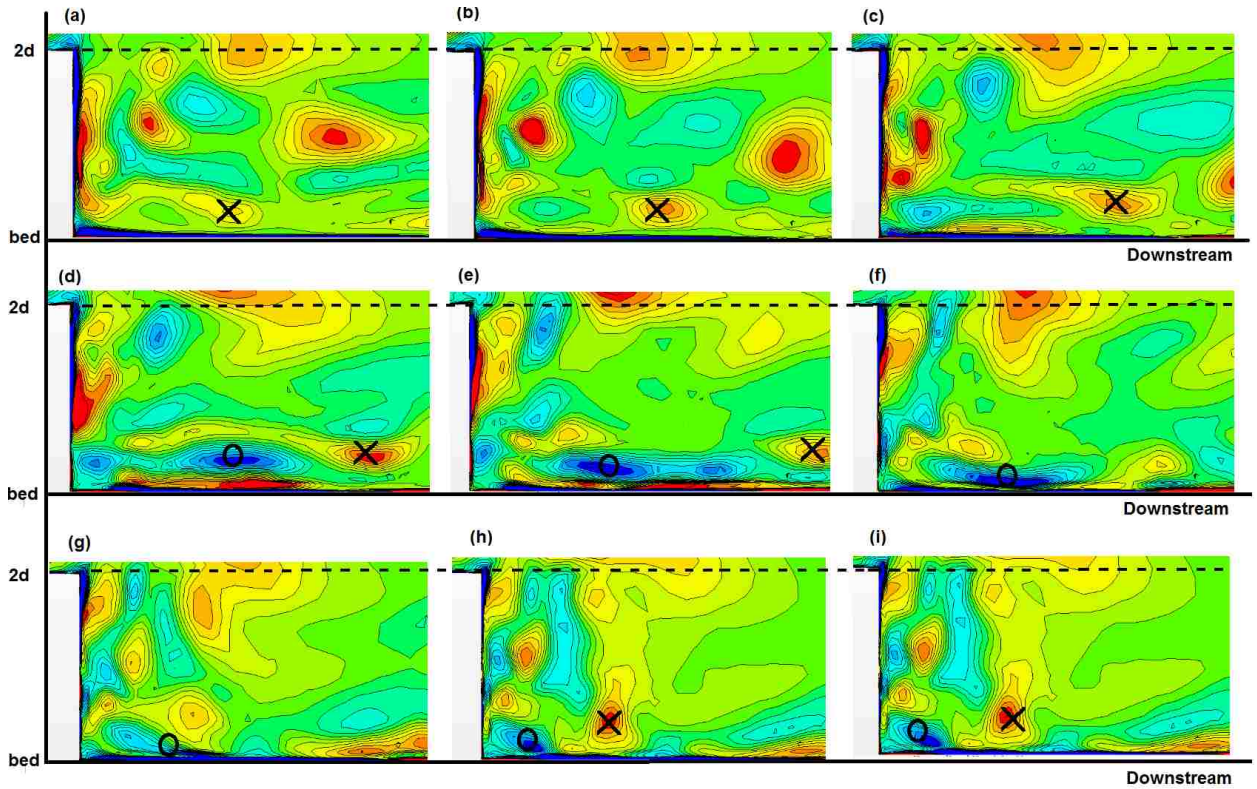 (a) (b) (c)
2d
bed
Downstream
(d) (e) (f)
2d
bed
Downstream
(g) (h) (i)
2d
bed
Downstream